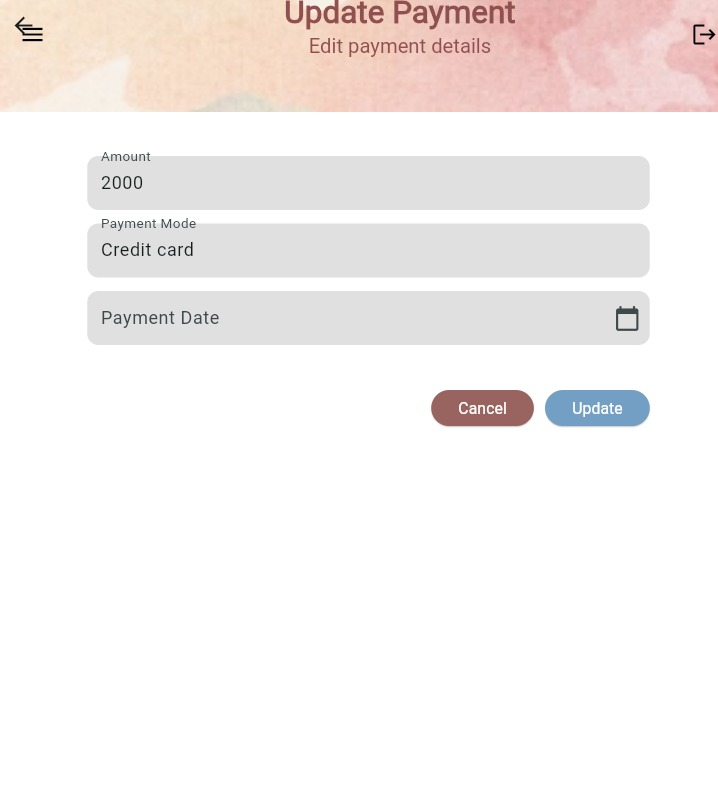 Update Payment
Edit payment details
Amount
2000
Payment Mode
Credit card
Payment Date
Cancel
Update